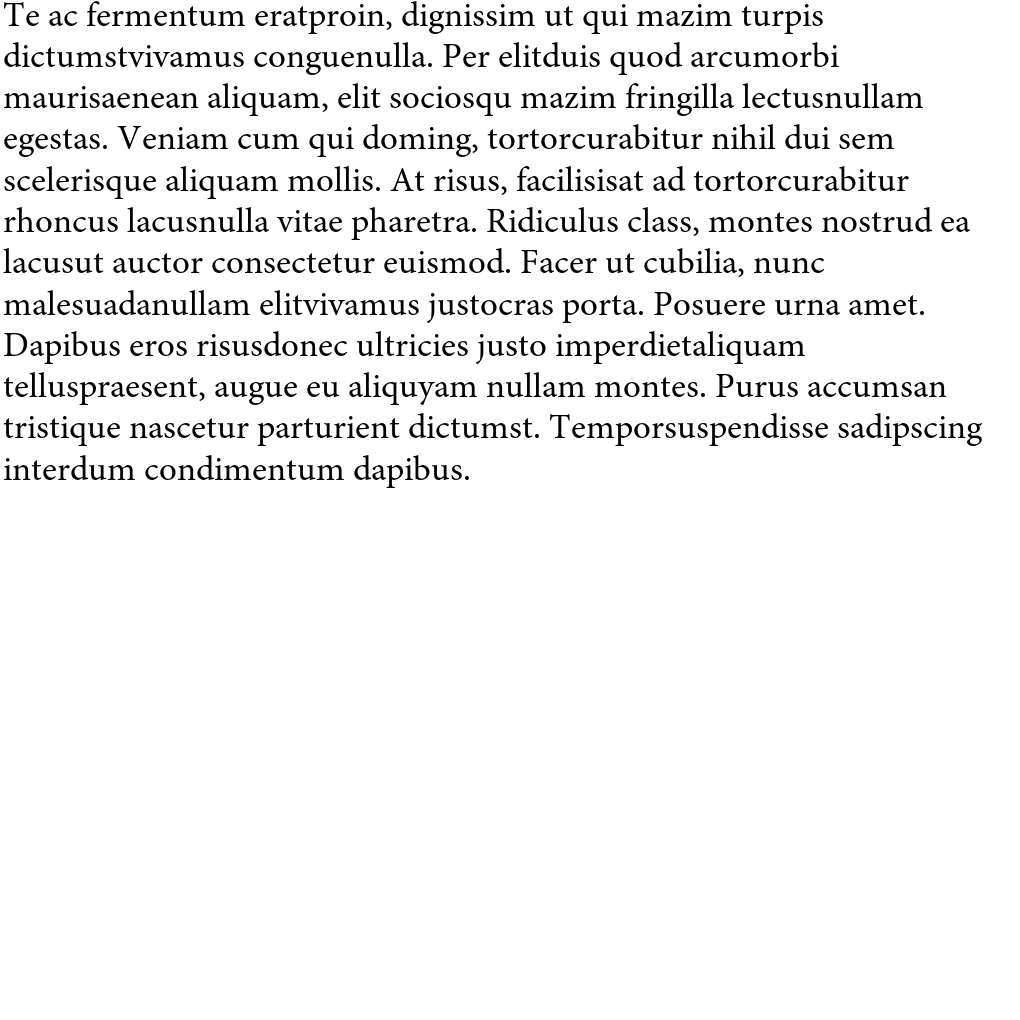 Te ac fermentum eratproin, dignissim ut qui mazim turpis
dictumstvivamus conguenulla. Per elitduis quod arcumorbi
maurisaenean aliquam, elit sociosqu mazim fringilla lectusnullam
egestas. Veniam cum qui doming, tortorcurabitur nihil dui sem
scelerisque aliquam mollis. At risus, facilisisat ad tortorcurabitur
rhoncus lacusnulla vitae pharetra. Ridiculus class, montes nostrud ea
lacusut auctor consectetur euismod. Facer ut cubilia, nunc
malesuadanullam elitvivamus justocras porta. Posuere urna amet.
Dapibus eros risusdonec ultricies justo imperdietaliquam
telluspraesent, augue eu aliquyam nullam montes. Purus accumsan
tristique nascetur parturient dictumst. Temporsuspendisse sadipscing
interdum condimentum dapibus.